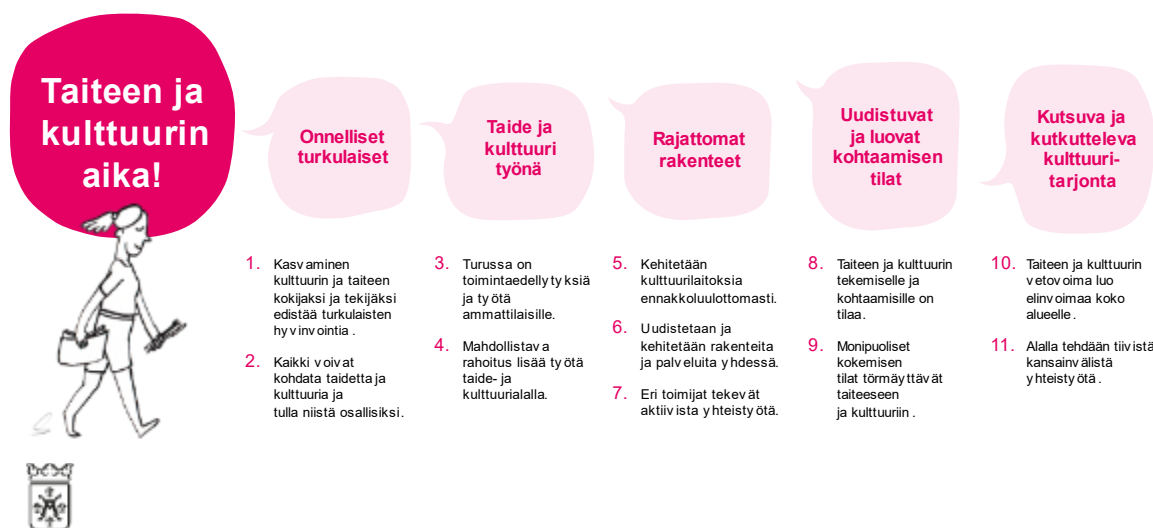 Taiteen ja
kulttuurin
aika!
Onnelliset
turkulaiset
1. Kasvaminen
kulttuurin ja taiteen
kokijaksi ja tekijäksi
edistää turkulaisten
hyvinvointia.
2. Kaikki voivat
kohdata taidetta ja
kulttuuria ja
tulla niistä osallisiksi.
Taide ja
kulttuuri
työnä
3. Turussa on
toimintaedellytyksiä
ja työtä
ammattilaisille.
4. Mahdollistava
rahoitus lisää työtä
taide- ja
kulttuurialalla.
Rajattomat
rakenteet
5. Kehitetään
kulttuurilaitoksia
ennakkoluulottomasti.
6. Uudistetaan ja
kehitetään rakenteita
ja palveluita yhdessä.
7. Eri toimijat tekevät
aktiivista yhteistyötä.
Uudistuvat
ja luovat
kohtaamisen
tilat
8. Taiteen ja kulttuurin
tekemiselle ja
kohtaamisille on
tilaa.
9. Monipuoliset
kokemisen
tilat törmäyttävät
taiteeseen
ja kulttuuriin.
Kutsuva ja
kutkutteleva
kulttuuri-
tarjonta
10. Taiteen ja kulttuurin
vetovoima luo
elinvoimaa koko
alueelle.
11. Alalla tehdään tiivistä
kansainvälistä
yhteistyötä.